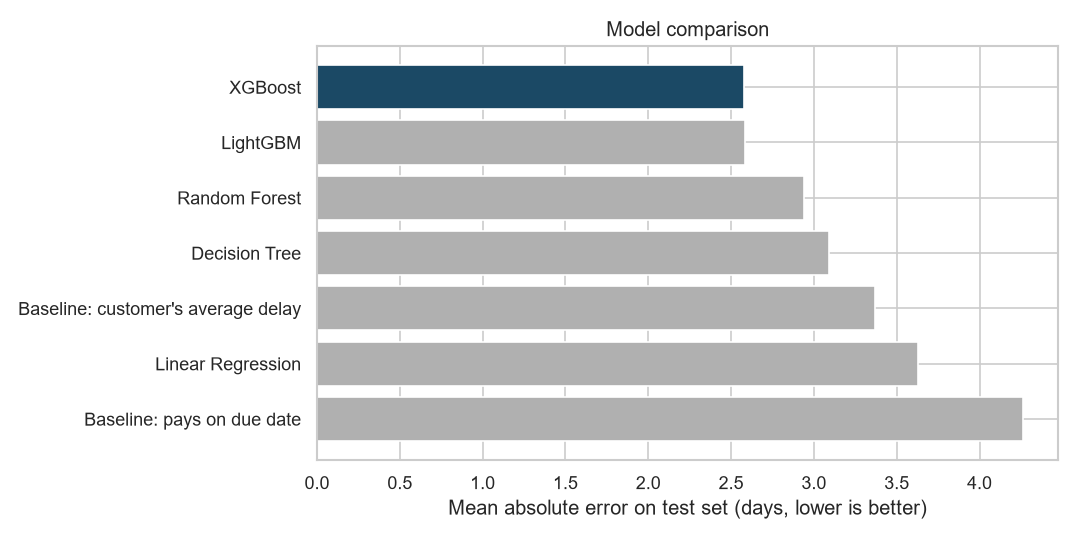 Model comparison
XGBoost
LightGBM
Random Forest
Decision Tree
Baseline: customer's average delay
Linear Regression
Baseline: pays on due date
0.0 0.5 1.0 1.5 2.0 2.5 3.0 3.5 4.0
Mean absolute error on test set (days, lower is better)